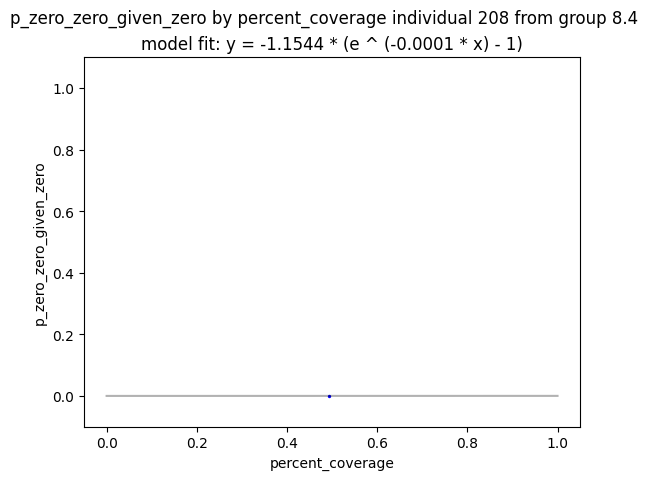 p_zero_zero_given_zero by percent_coverage individual 208 from group 8.4
model fit: y = -1.1544 * (e ^ (-0.0001 * x) - 1)
1.0
0.8
0.6
0.4
0.2
0.0
p_zero_zero_given_zero
0.0 0.2 0.4 0.6 0.8 1.0
percent_coverage